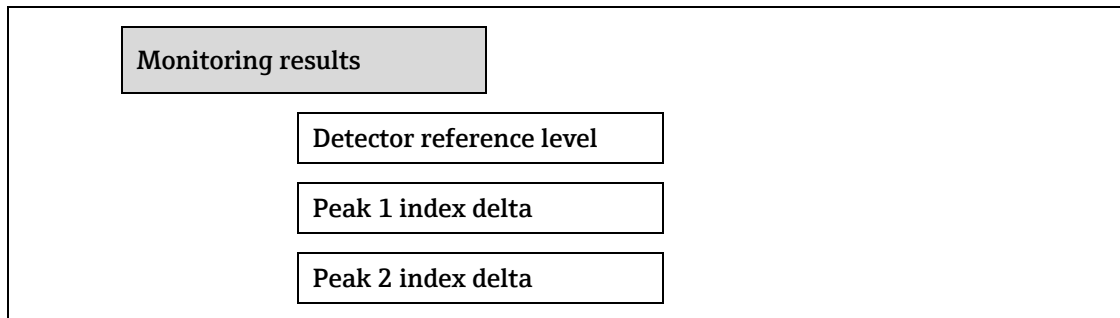 Monitoring results
Detector reference level
Peak 1 index delta
Peak 2 index delta